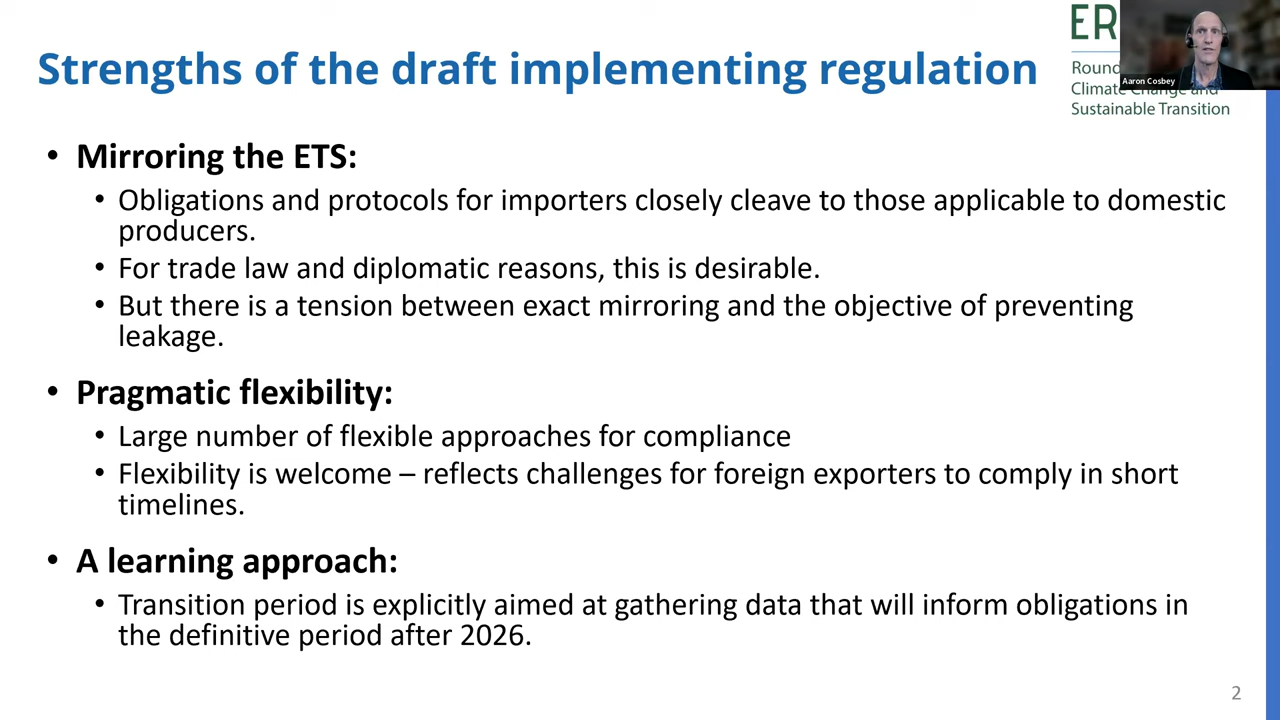 Strengths of the draft implementing regulation
ER
Aaron Cosbey
Round
Climate Change and
Sustainable Transition
• Mirroring the ETS:
• Obligations and protocols for importers closely cleave to those applicable to domestic
producers.
• For trade law and diplomatic reasons, this is desirable.
• But there is a tension between exact mirroring and the objective of preventing
leakage.
• Pragmatic flexibility:
• Large number of flexible approaches for compliance
• Flexibility is welcome – reflects challenges for foreign exporters to comply in short
timelines.
• A learning approach:
• Transition period is explicitly aimed at gathering data that will inform obligations in
the definitive period after 2026.
2